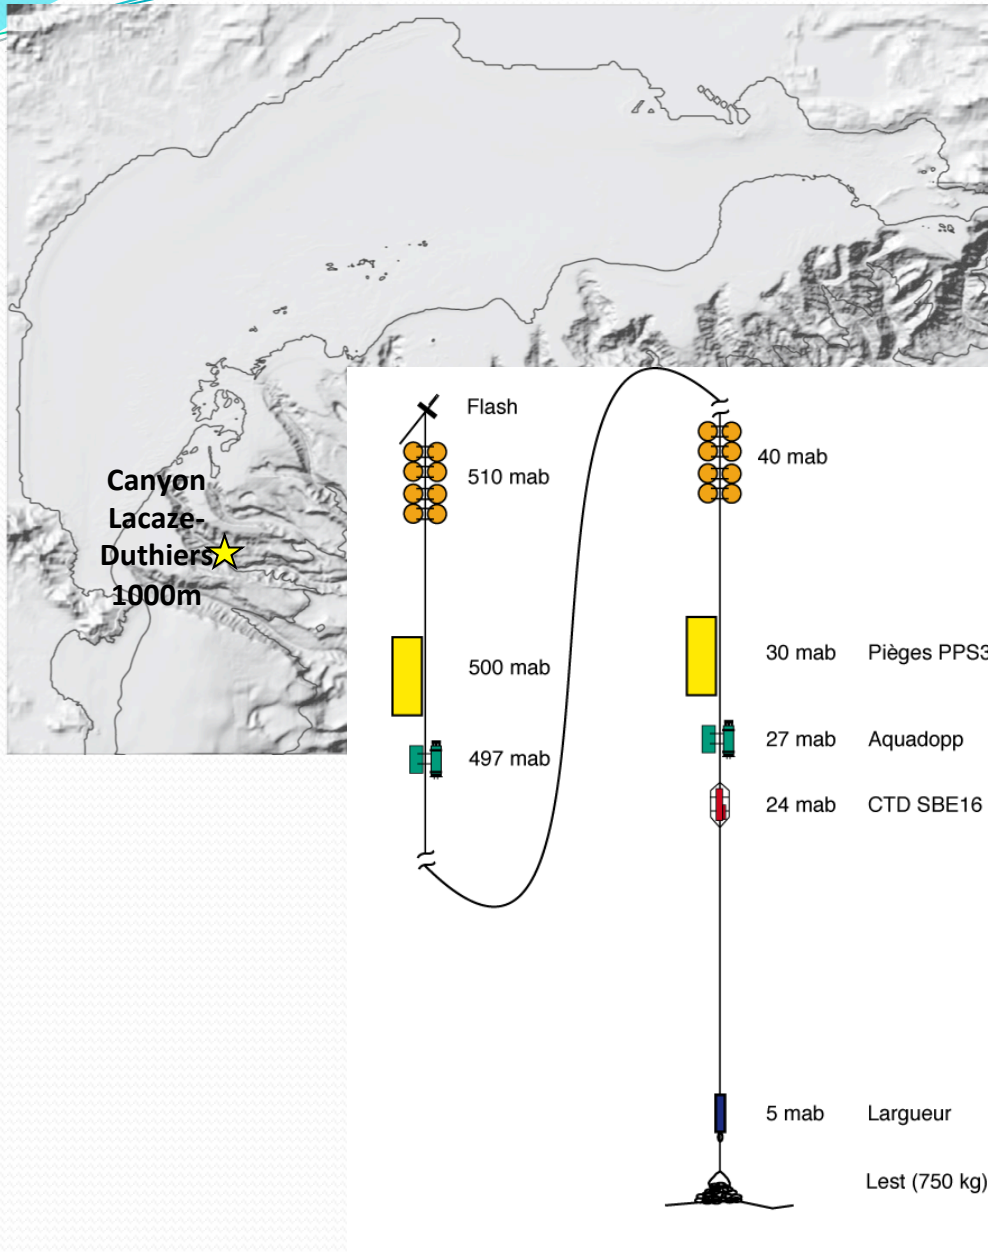 Canyon
Lacaze-
Duthiers
1000m
Flash
510 mab
500 mab
497 mab
40 mab
30 mab Pièges PPS3
27 mab Aquadopp
24 mab CTD SBE16
5 mab Largueur
Lest (750 kg)